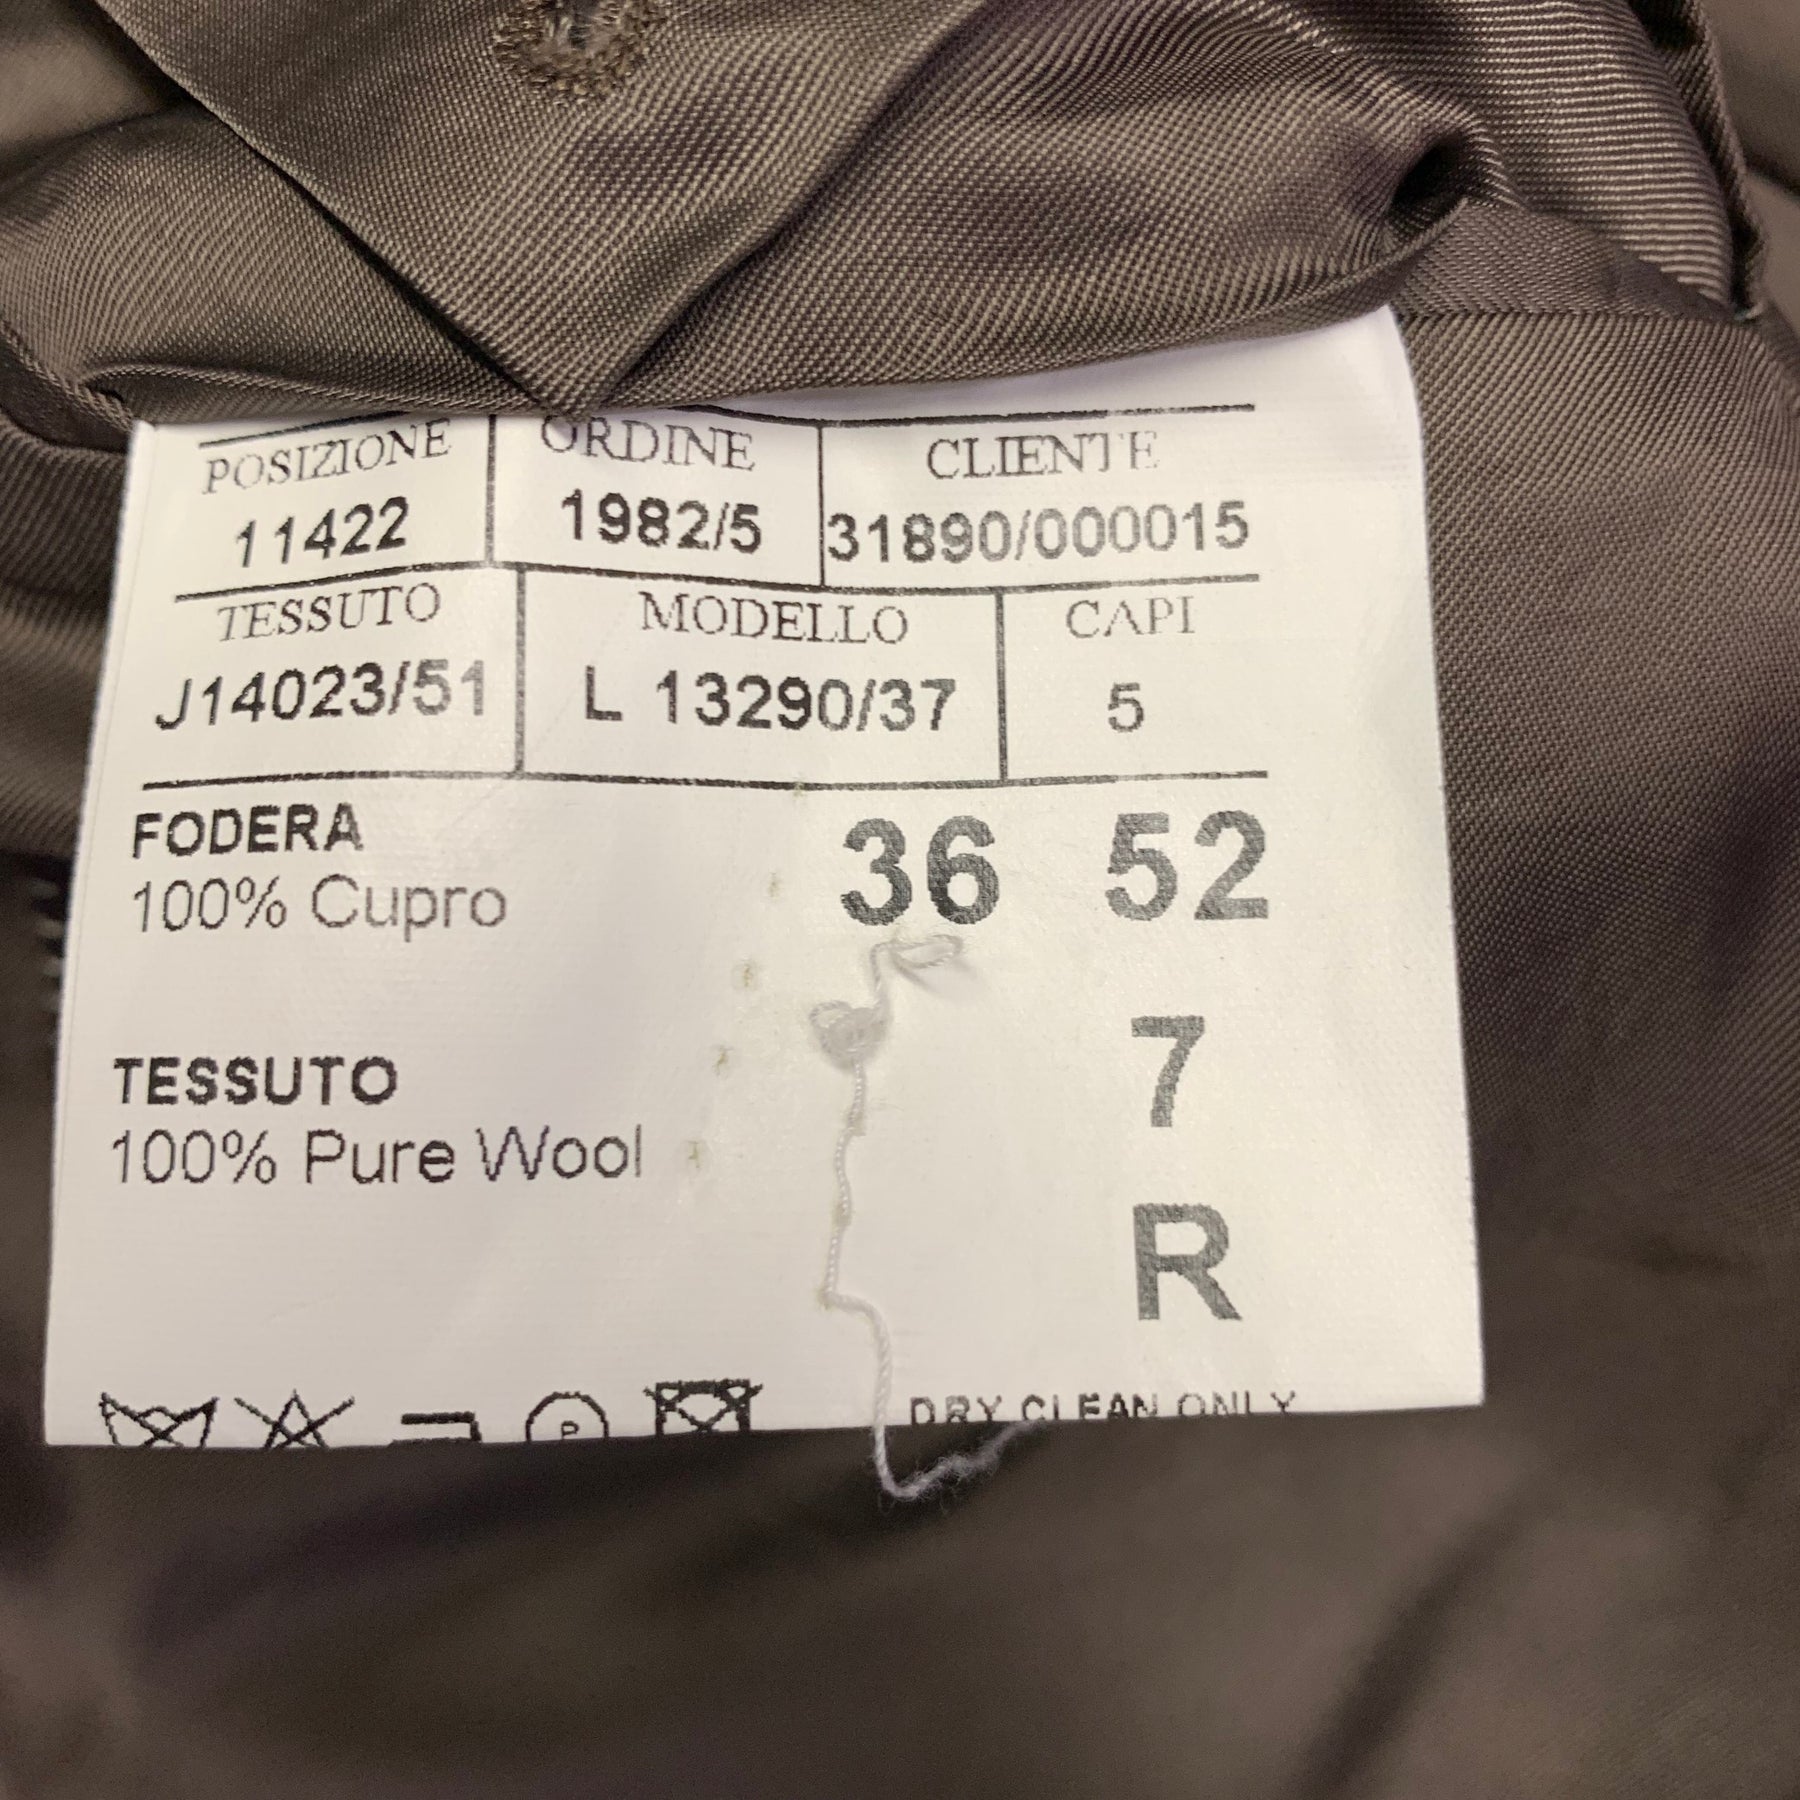 POSIZIONE ORDINE CLIENTE
11422 1982/5 31890/000015
TESSUTO MODELLO CAPI
J14023/51 L 13290/37 5
FODERA 36 52
100% Cupro
7
TESSUTO
100% Pure Wool
R
P DRY CLEAN ONLY